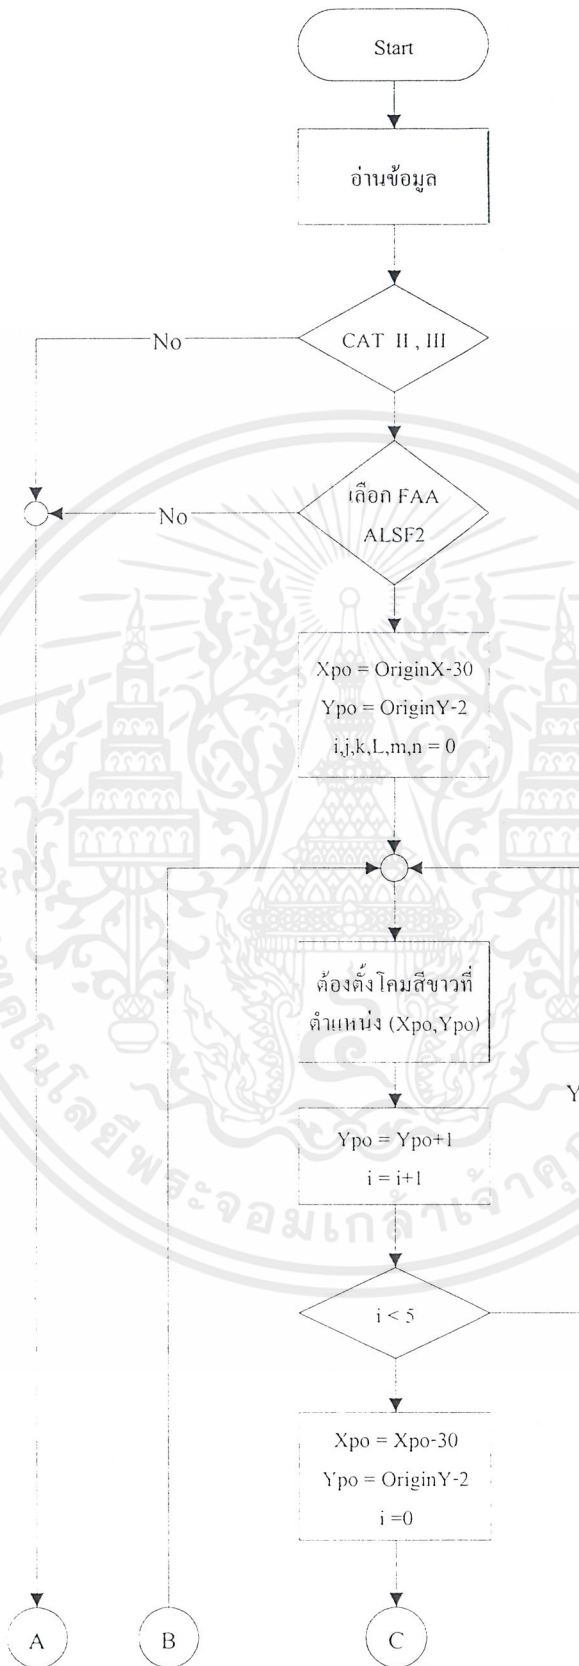 Start
อ่านข้อมูล
No
CAT II , III
No
เลือก FAA
ALSF2
Xpo = OriginX-30
Ypo = OriginY-2
i,j,k,L,m,n = 0
ต้องตั้งโคมสีขาวที่
ตำแหน่ง (Xpo,Ypo)
Y
Ypo = Ypo+1
i = i+1
i < 5
Xpo = Xpo-30
Ypo = OriginY-2
i =0
A
B
C